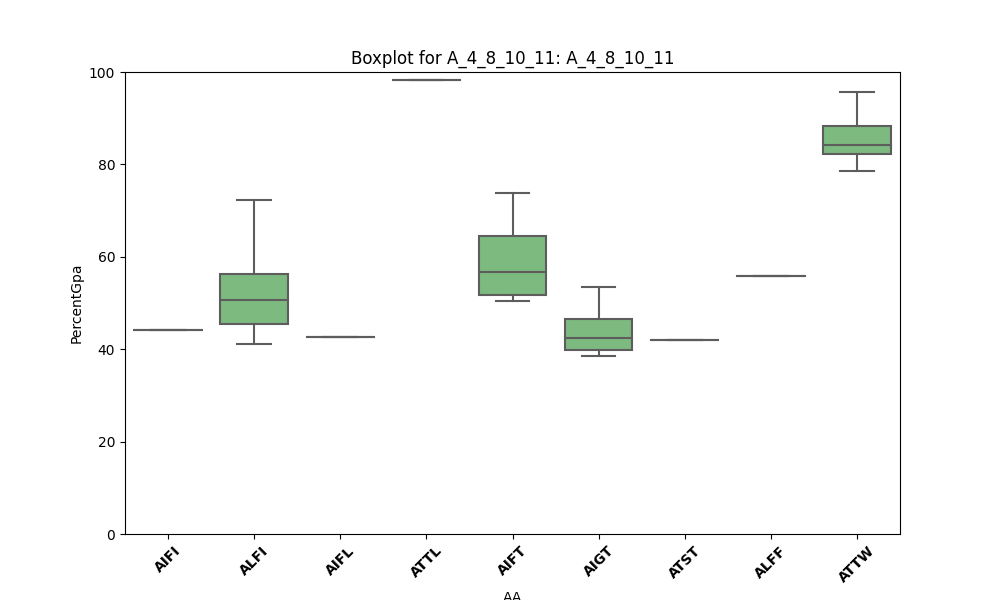 Boxplot for A_4_8_10_11: A_4_8_10_11
100
80
60
40
20
0
PercentGpa
AIFI
ALFI
AIFL
ATTL
AIFT
AIGT
ATST
ALFF
ATTW
AA